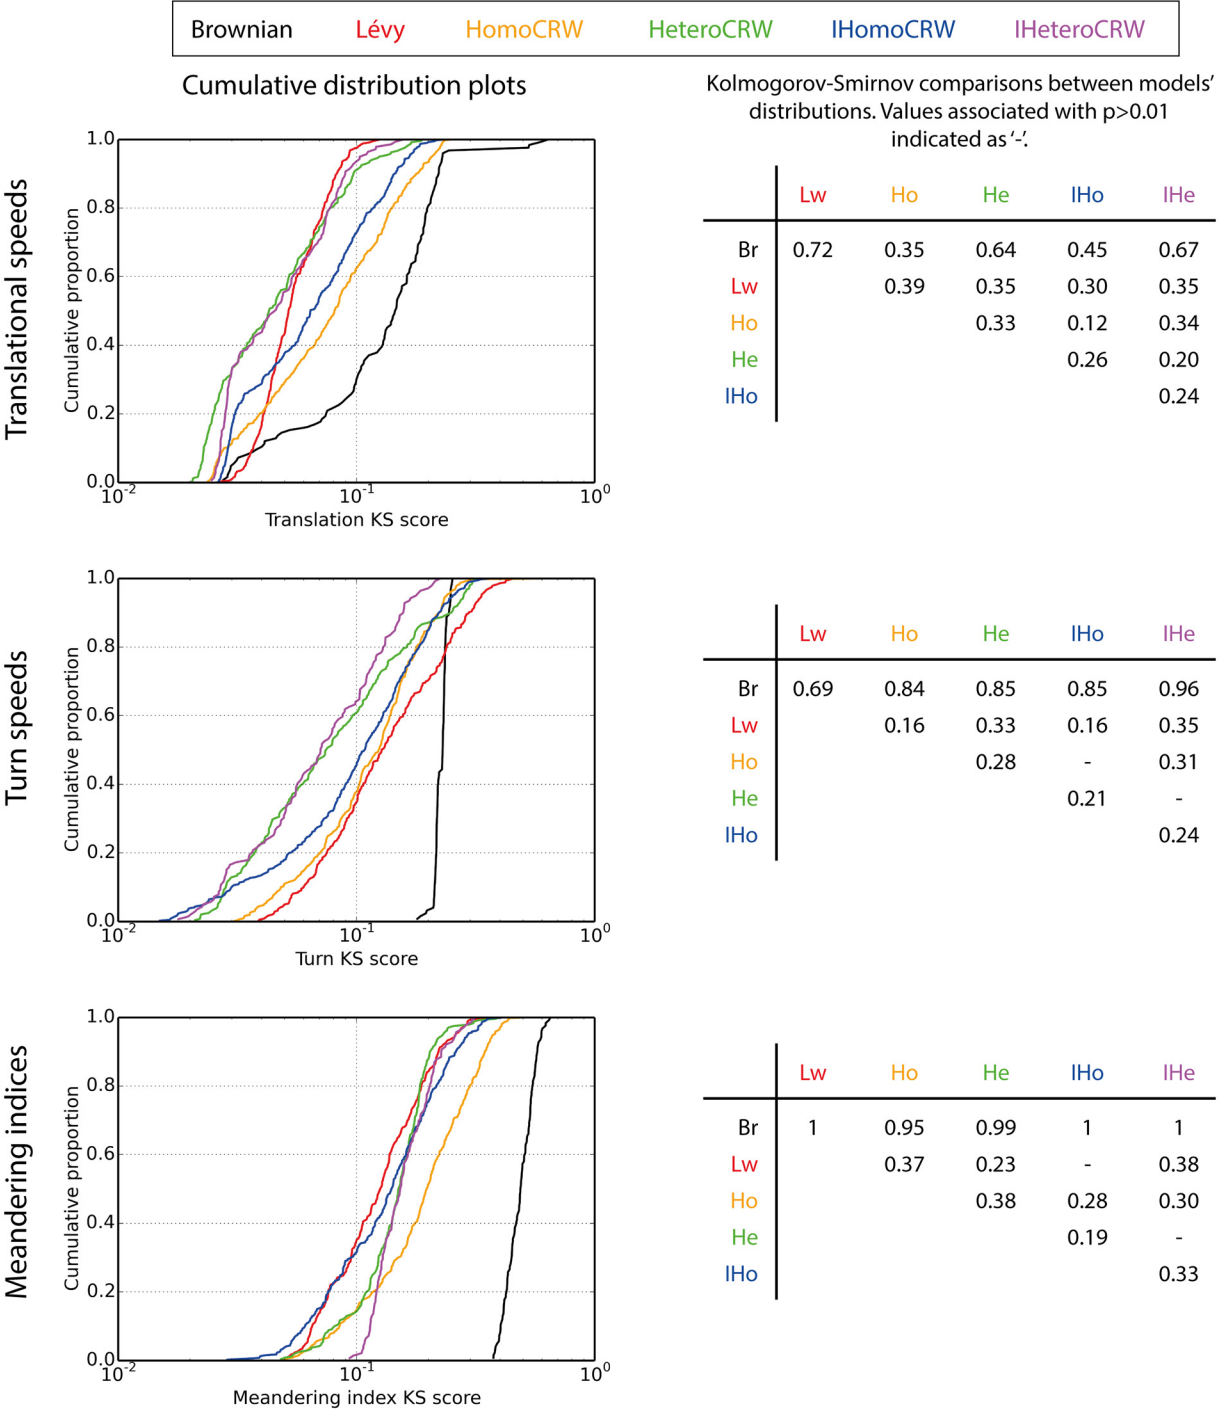 Brownian Lévy HomoCRW HeteroCRW IHomoCRW IHeteroCRW
Cumulative distribution plots
Kolmogorov-Smirnov comparisons between models'
distributions. Values associated with p>0.01
indicated as '-'.
Translational speeds
Cumulative proportion
1.0
0.8
0.6
0.4
0.2
0.0
10-2 10-1 100
Translation KS score
Lw Ho He IHo IHe
Br 0.72 0.35 0.64 0.45 0.67
Lw 0.39 0.35 0.30 0.35
Ho 0.33 0.12 0.34
He 0.26 0.20
IHo 0.24
Turn speeds
Cumulative proportion
1.0
0.8
0.6
0.4
0.2
0.0
10-2 10-1 100
Turn KS score
Lw Ho He IHo IHe
Br 0.69 0.84 0.85 0.85 0.96
Lw 0.16 0.33 0.16 0.35
Ho 0.28 - 0.31
He 0.21 -
IHo 0.24
Meandering indices
Cumulative proportion
1.0
0.8
0.6
0.4
0.2
0.0
10-2 10-1 100
Meandering index KS score
Lw Ho He IHo IHe
Br 1 0.95 0.99 1 1
Lw 0.37 0.23 - 0.38
Ho 0.38 0.28 0.30
He 0.19 -
IHo 0.33